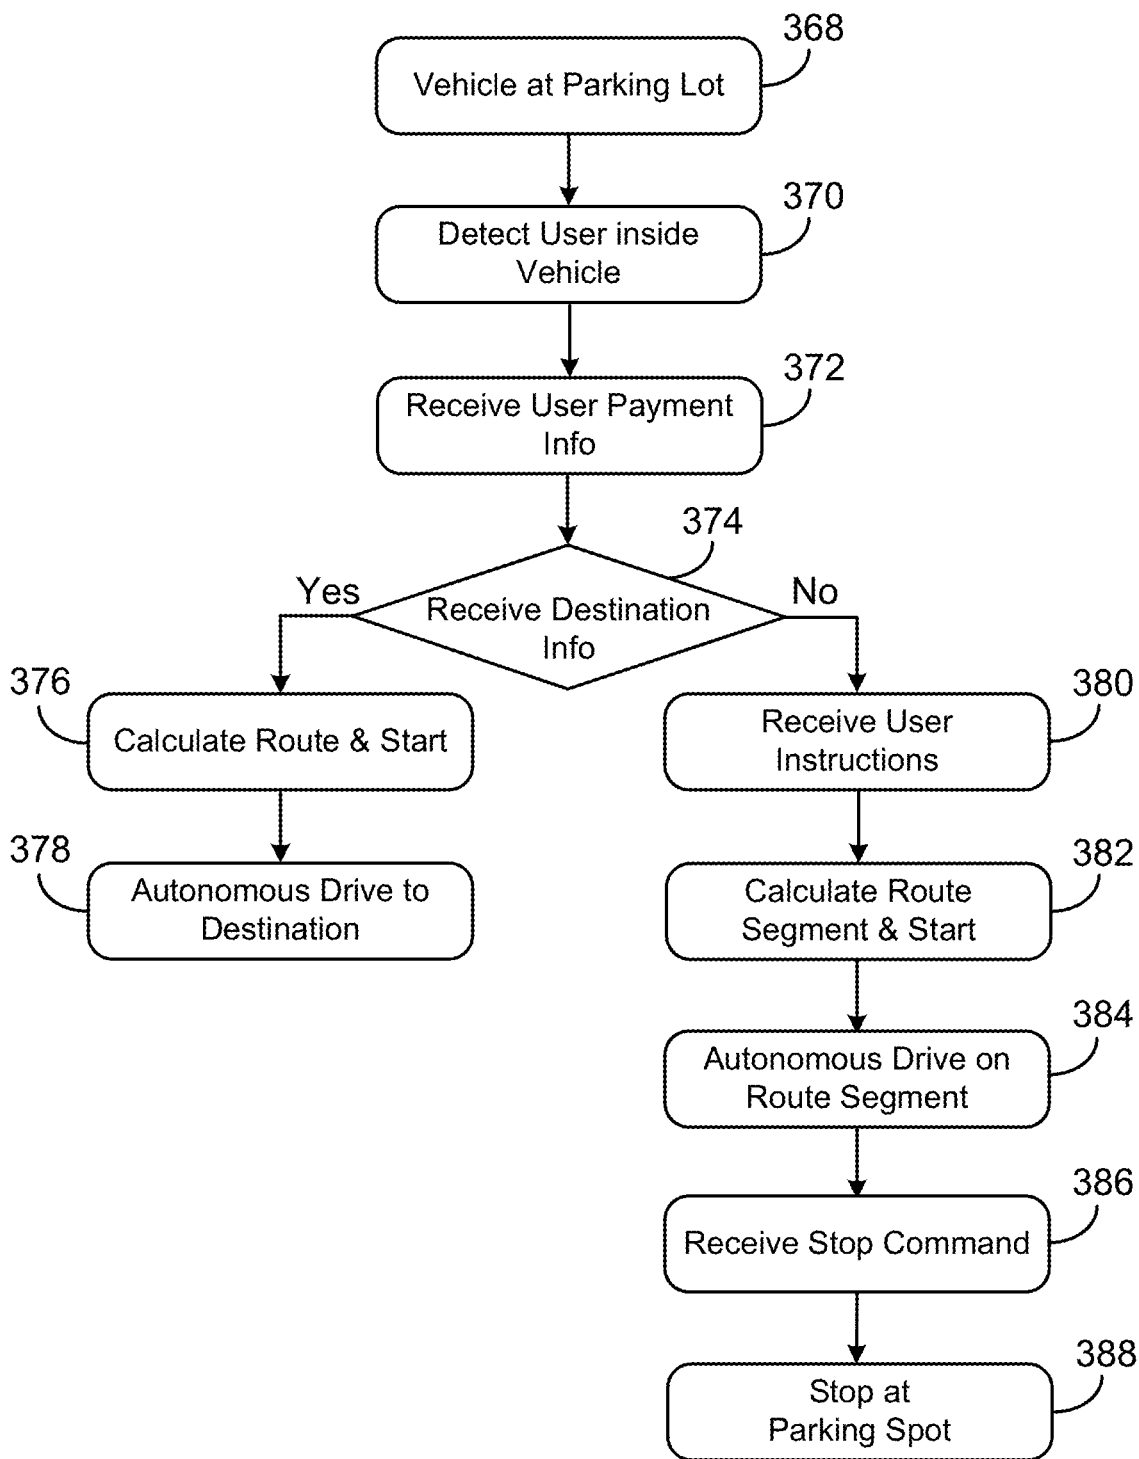 368
Vehicle at Parking Lot
370
Detect User inside
Vehicle
372
Receive User Payment
Info
374
Yes
No
Receive Destination
Info
376
Calculate Route & Start
380
Receive User
Instructions
378
Autonomous Drive to
Destination
382
Calculate Route
Segment & Start
384
Autonomous Drive on
Route Segment
386
Receive Stop Command
388
Stop at
Parking Spot